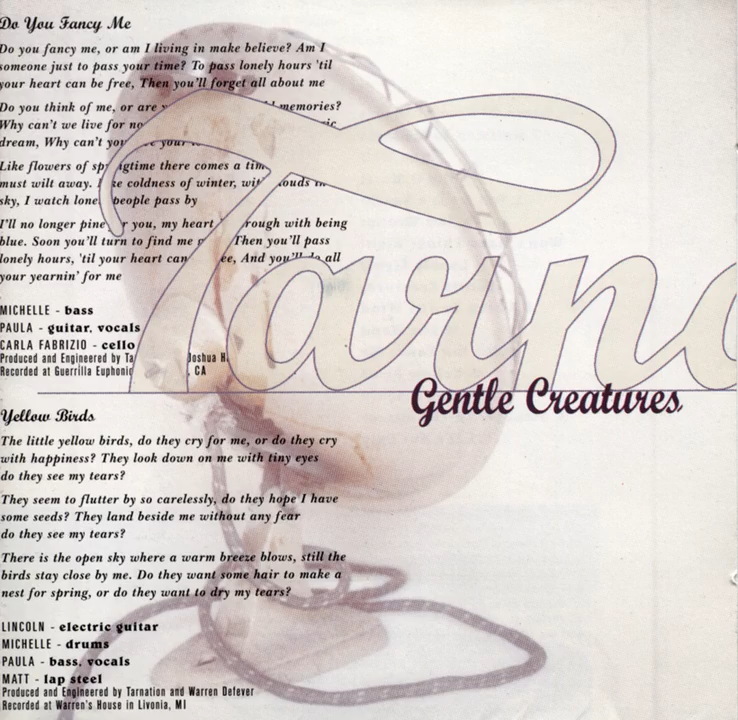 Do You Fancy Me
Do you fancy me, or am I living in make believe? Am I
someone just to pass your time? To pass lonely hours 'til
your heart can be free, Then you'll forget all about me
Do you think of me, or are memories?
Why can't we live for
dream, Why can't
Like flowers of there comes a
must wilt away. coldness of winter,
sky, I watch people pass by
I'll no longer pine you, my heart with being
blue. Soon you'll turn to find me Then you'll pass
lonely hours, 'til your heart can And all
your yearnin' for me
MICHELLE - bass
PAULA - guitar, vocals
CARLA FABRIZIO - cello
Produced and Engineered by Joshua
Recorded at Guerrilla , CA
Tarn
Gentle Creatures
Yellow Birds
The little yellow birds, do they cry for me, or do they cry
with happiness? They look down on me with tiny eyes
do they see my tears?
They seem to flutter by so carelessly, do they hope I have
some seeds? They land beside me without any fear
do they see my tears?
There is the open sky where a warm breeze blows, still the
birds stay close by me. Do they want some hair to make a
nest for spring, or do they want to dry my tears?
LINCOLN - electric guitar
MICHELLE - drums
PAULA - bass, vocals
MATT - lap steel
Produced and Engineered by Tarnation and Warren Defever
Recorded at Warren's House in Livonia, MI